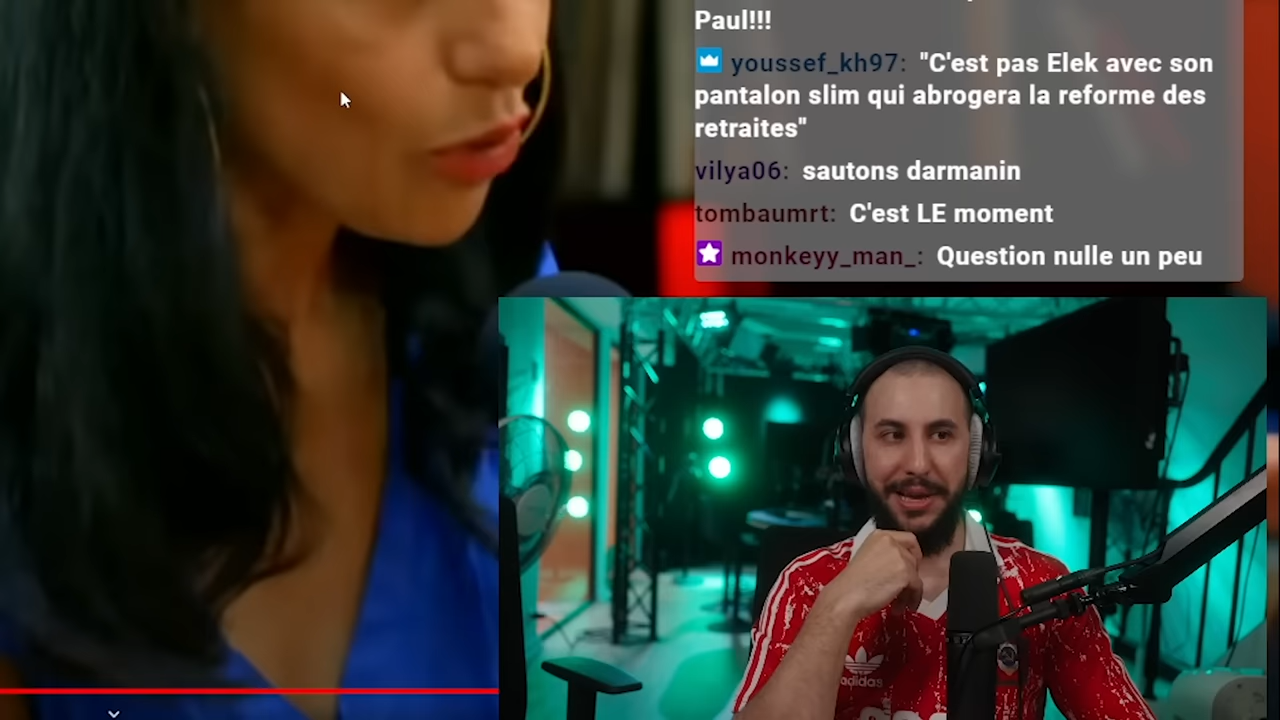 Paul!!!
youssef_kh97: "C'est pas Elek avec son
pantalon slim qui abrogera la reforme des
retraites"
vilya06: sautons darmanin
tombaumrt: C'est LE moment
monkeyy_man_: Question nulle un peu
adidas